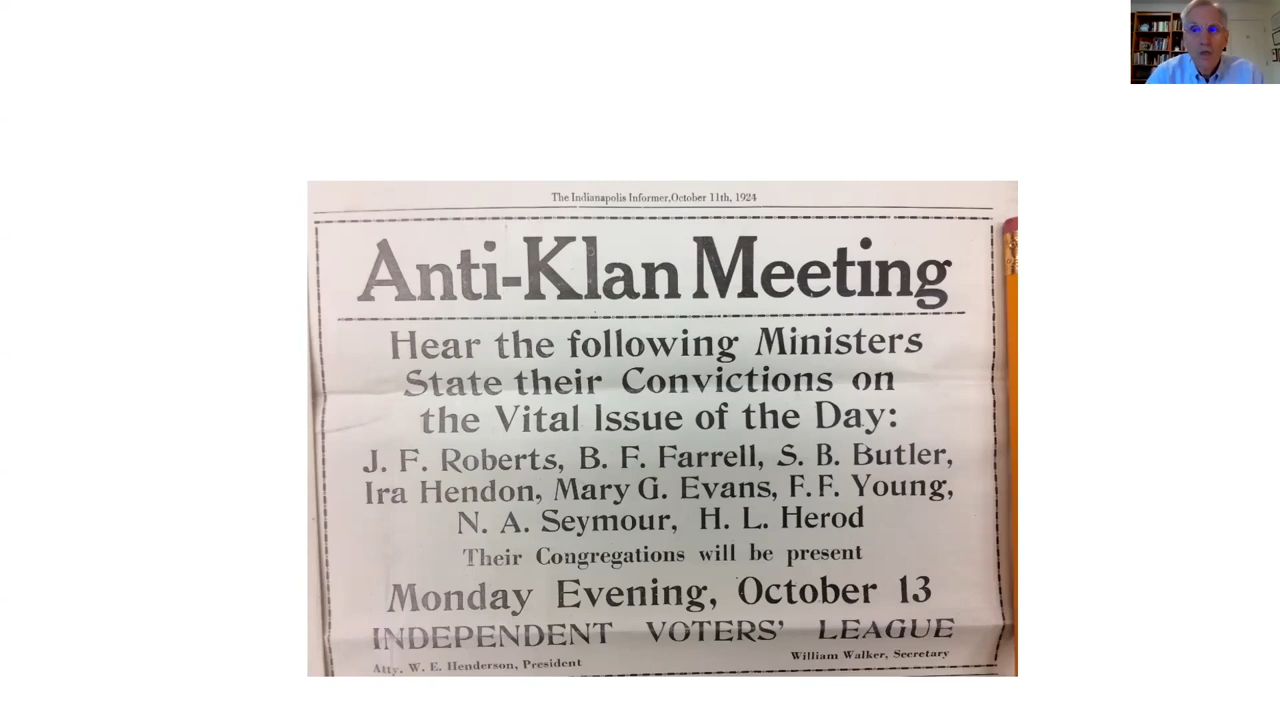 The Indianapolis Informer,October 11th, 1924
Anti-Klan Meeting
Hear the following Ministers
State their Convictions on
the Vital Issue of the Day:
J. F. Roberts, B. F. Farrell, S. B. Butler,
Ira Hendon, Mary G. Evans, F.F. Young,
N. A. Seymour, H. L. Herod
Their Congregations will be present
Monday Evening, October 13
INDEPENDENT VOTERS' LEAGUE
Atty. W. E. Henderson, President
William Walker, Secretary